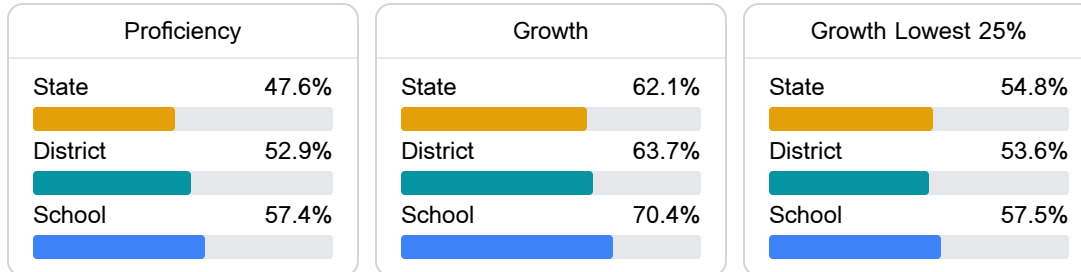 Proficiency
State 47.6%
District 52.9%
School 57.4%
Growth
State 62.1%
District 63.7%
School 70.4%
Growth Lowest 25%
State 54.8%
District 53.6%
School 57.5%